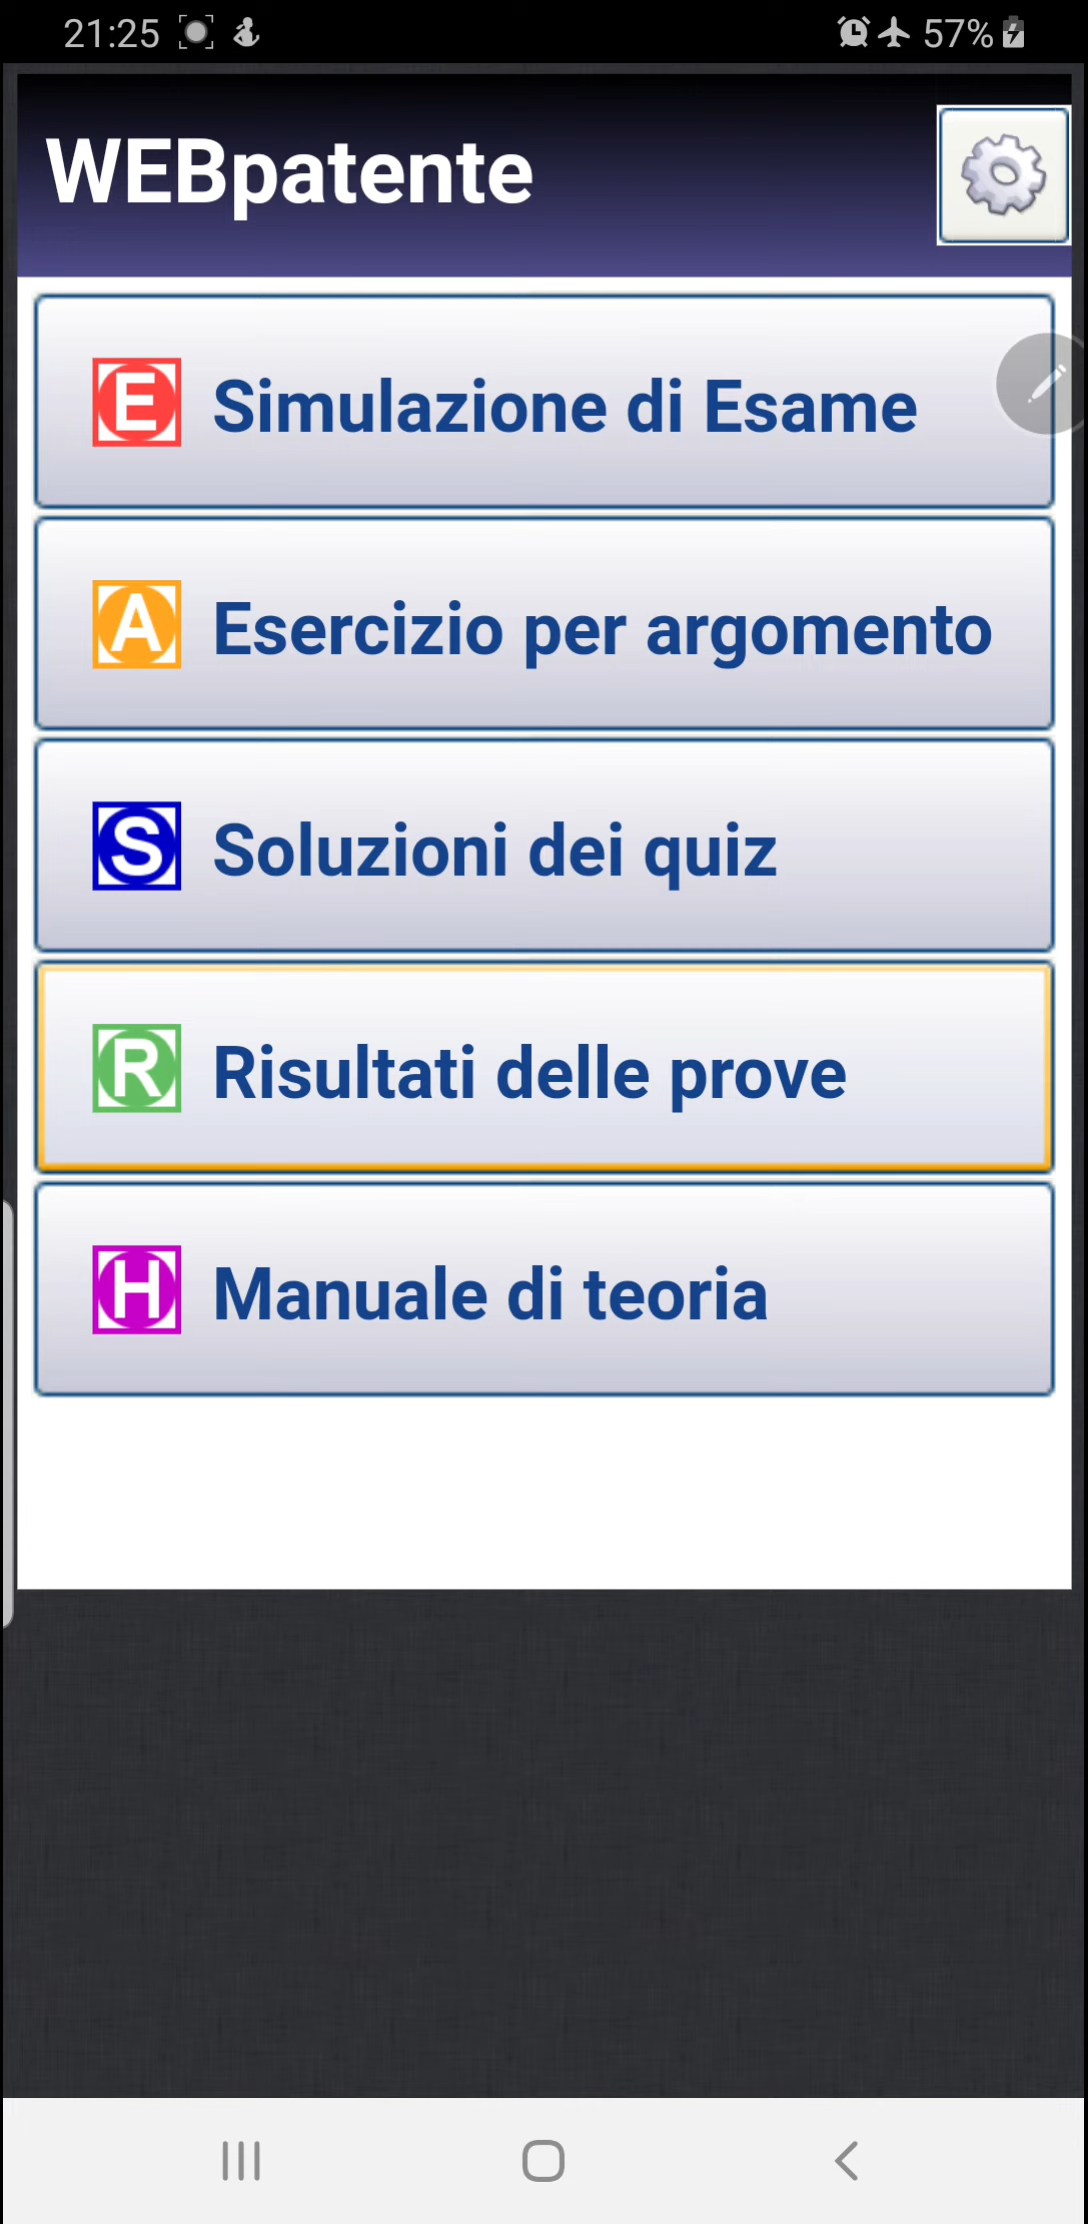 21:25 57%
WEBpatente
E Simulazione di Esame
A Esercizio per argomento
S Soluzioni dei quiz
R Risultati delle prove
H Manuale di teoria